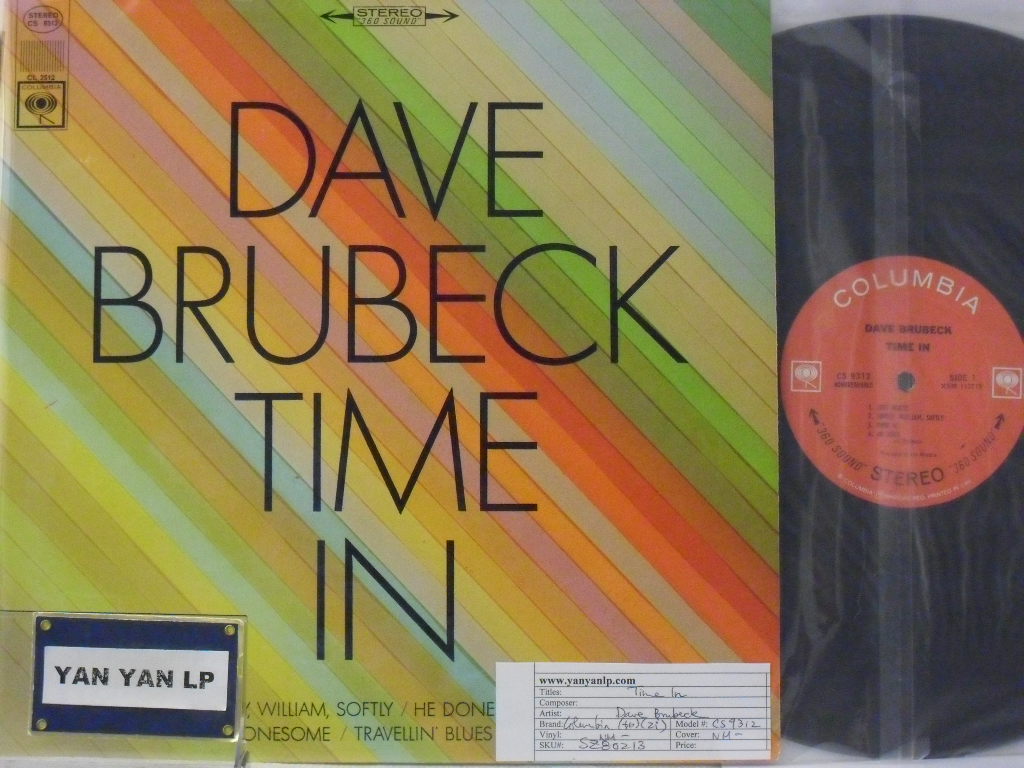 STEREO
CS 9312
CL 2512
COLUMBIA
STEREO
"360 SOUND"
DAVE
BRUBECK
TIME
IN
WILLIAM, SOFTLY / HE DONE
ONESOME / TRAVELLIN' BLUES
YAN YAN LP
www.yanyanlp.com
Titles: Time In
Composer:
Artist: Dave Brubeck
Brand: Columbia Model #: CS 9312
Vinyl: NM- Cover: NM-
SKU#: SZ80213 Price:
COLUMBIA
DAVE BRUBECK
TIME IN
CS 9312
SIDE 1
"360 SOUND" STEREO "360 SOUND"